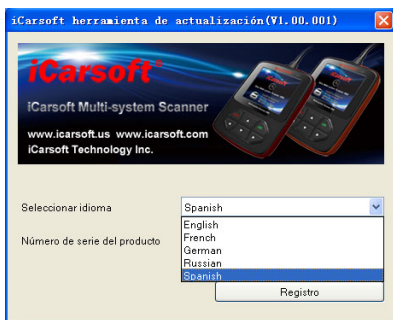 iCarsoft herramienta de actualización(V1.00.001)
iCarsoft®
iCarsoft Multi-system Scanner
www.icarsoft.us www.icarsoft.com
iCarsoft Technology Inc.
Seleccionar idioma
Spanish
English
French
German
Russian
Spanish
Número de serie del producto
Registro